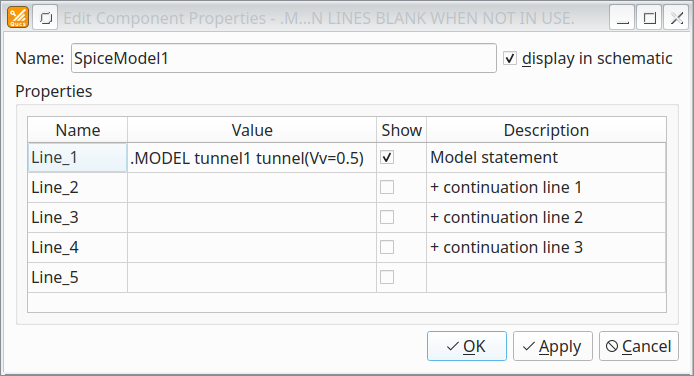 Edit Component Properties - .M...N LINES BLANK WHEN NOT IN USE.
Name: SpiceModel1 display in schematic
Properties
Name Value Show Description
Line_1 .MODEL tunnel1 tunnel(Vv=0.5) Model statement
Line_2 + continuation line 1
Line_3 + continuation line 2
Line_4 + continuation line 3
Line_5
OK Apply Cancel